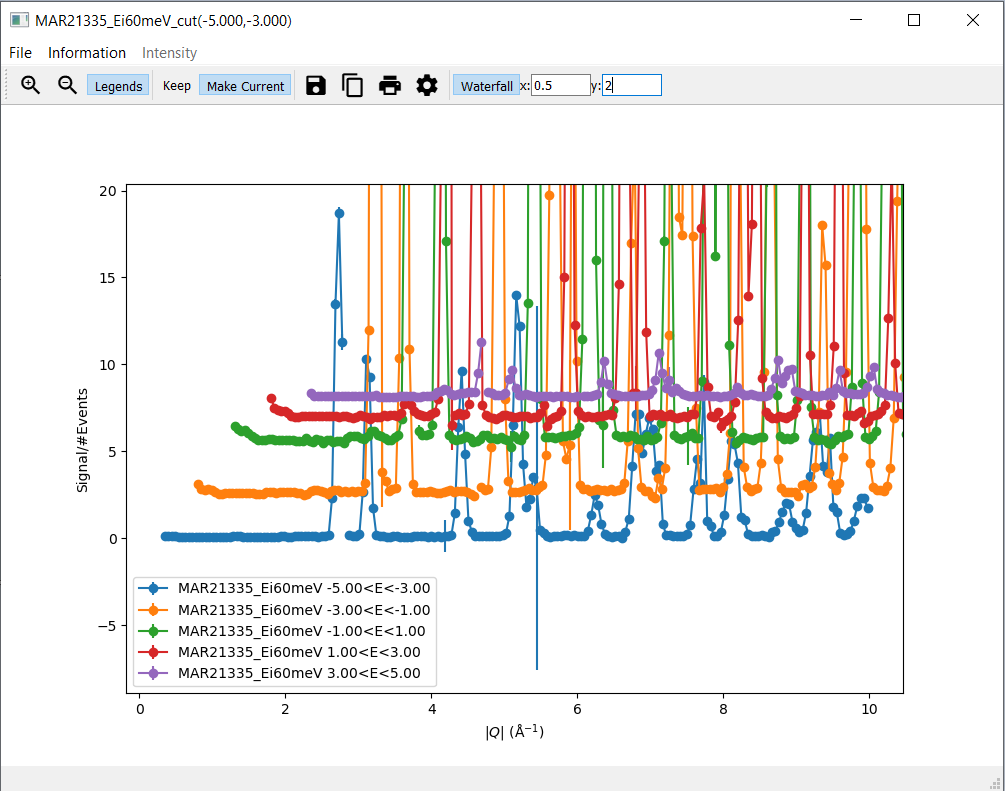 MAR21335_Ei60meV_cut(-5.000,-3.000)
File Information Intensity
Legends Keep Make Current Waterfall x: 0.5 y: 2
20
15
10
5
0
−5
Signal/#Events
MAR21335_Ei60meV -5.00<E<-3.00
MAR21335_Ei60meV -3.00<E<-1.00
MAR21335_Ei60meV -1.00<E<1.00
MAR21335_Ei60meV 1.00<E<3.00
MAR21335_Ei60meV 3.00<E<5.00
0 2 4 6 8 10
|Q| (Å⁻¹)